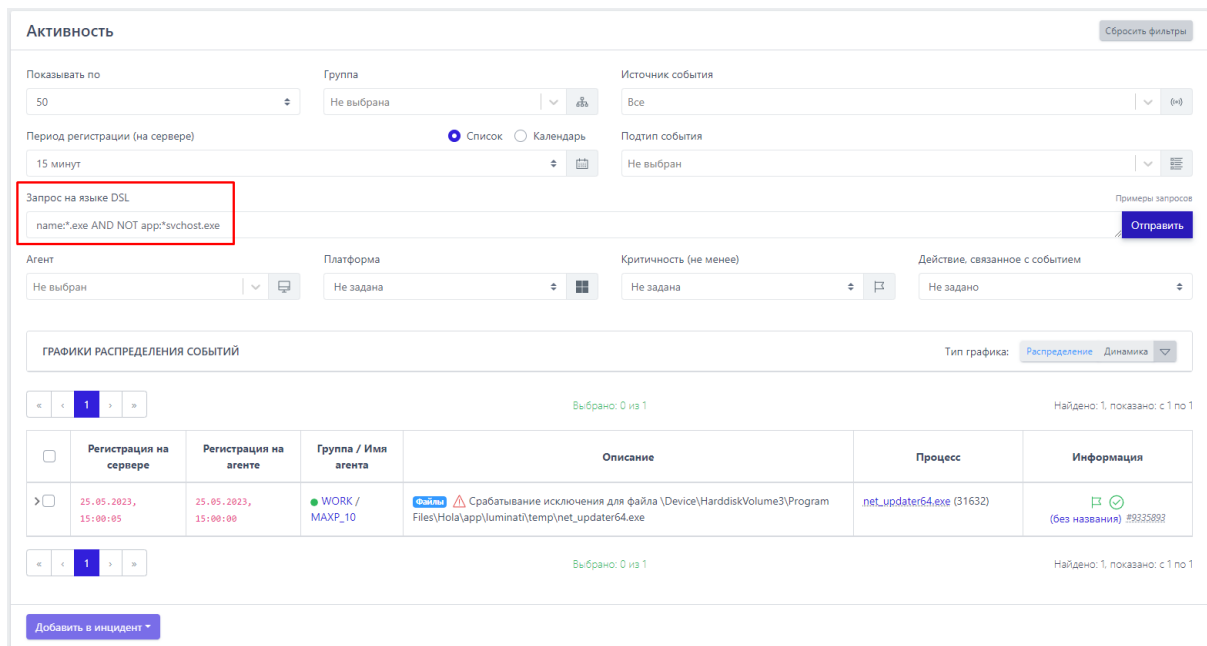 Активность
Сбросить фильтры
Показывать по
Группа
Источник события
50
Не выбрана
Все
Период регистрации (на сервере)
Список
Календарь
Подтип события
15 минут
Не выбран
Запрос на языке DSL
Примеры запросов
name:*.exe AND NOT app:*svchost.exe
Отправить
Агент
Платформа
Критичность (не менее)
Действие, связанное с событием
Не выбран
Не задана
Не задана
Не задано
ГРАФИКИ РАСПРЕДЕЛЕНИЯ СОБЫТИЙ
Тип графика:
Распределение
Динамика
« ‹ 1 › »
Выбрано: 0 из 1
Найдено: 1, показано: с 1 по 1
Регистрация на
сервере
Регистрация на
агенте
Группа / Имя
агента
Описание
Процесс
Информация
25.05.2023,
15:00:05
25.05.2023,
15:00:00
WORK /
MAXP_10
Файлы Срабатывание исключения для файла \Device\HarddiskVolume3\Program
Files\Hola\app\luminati\temp\net_updater64.exe
net_updater64.exe (31632)
(без названия) #9335893
« ‹ 1 › »
Выбрано: 0 из 1
Найдено: 1, показано: с 1 по 1
Добавить в инцидент